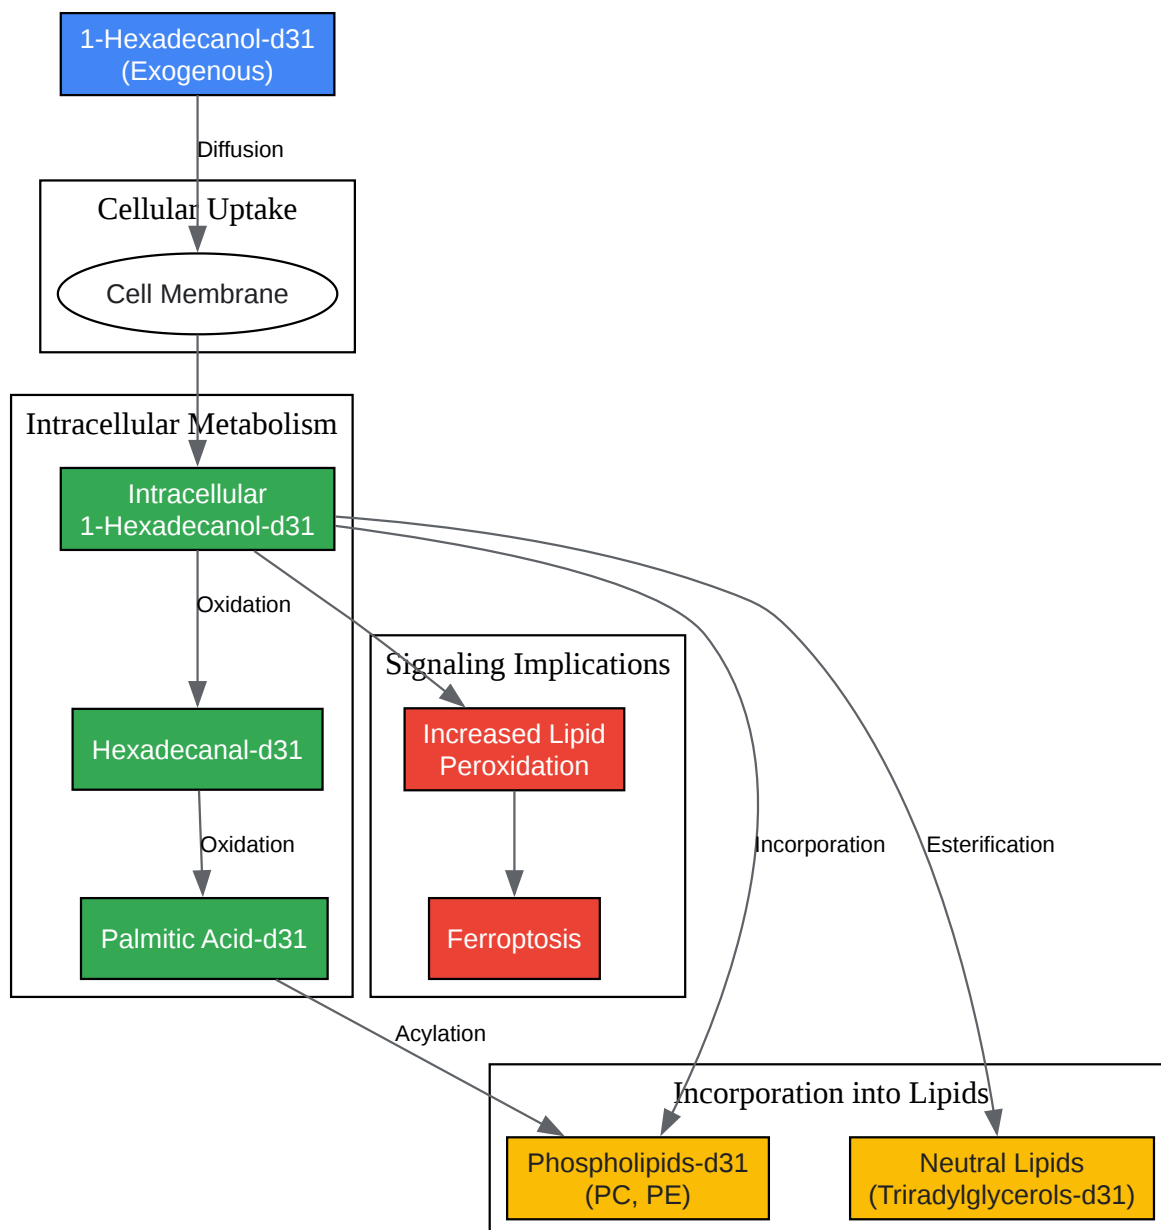 1-Hexadecanol-d31
(Exogenous)
Diffusion
Cellular Uptake
Cell Membrane
Intracellular Metabolism
Intracellular
1-Hexadecanol-d31
Oxidation
Signaling Implications
Increased Lipid
Peroxidation
Hexadecanal-d31
Oxidation
Incorporation
Esterification
Palmitic Acid-d31
Ferroptosis
Acylation
Incorporation into Lipids
Phospholipids-d31
(PC, PE)
Neutral Lipids
(Triradylglycerols-d31)